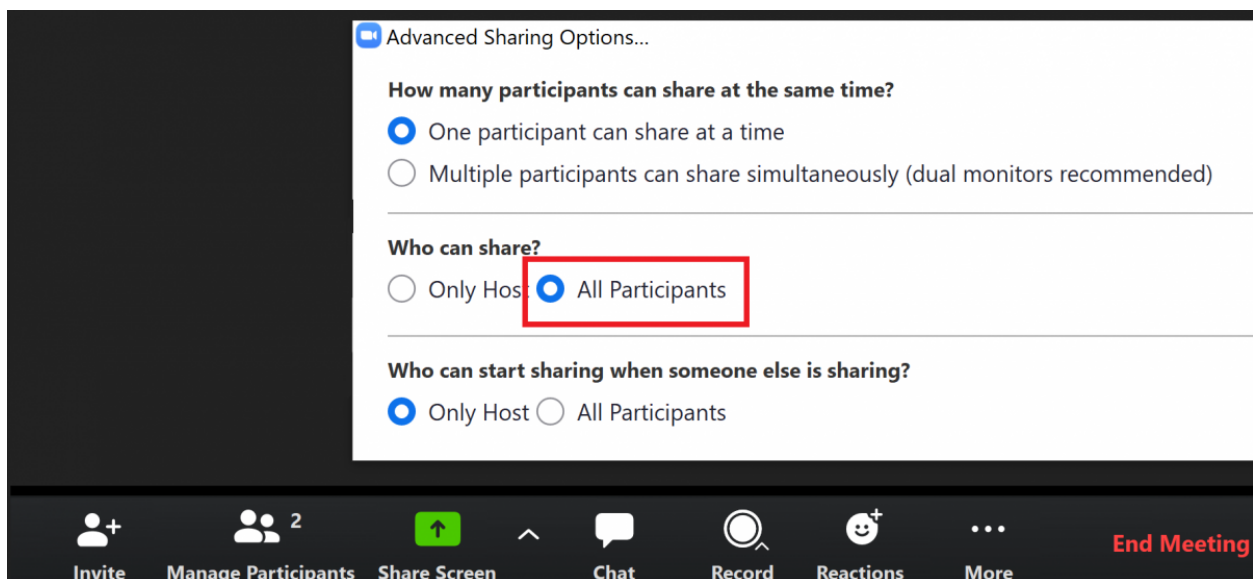 Advanced Sharing Options...
How many participants can share at the same time?
One participant can share at a time
Multiple participants can share simultaneously (dual monitors recommended)
Who can share?
Only Host All Participants
Who can start sharing when someone else is sharing?
Only Host All Participants
2
End Meeting
Invite Manage Participants Share Screen Chat Record Reactions More